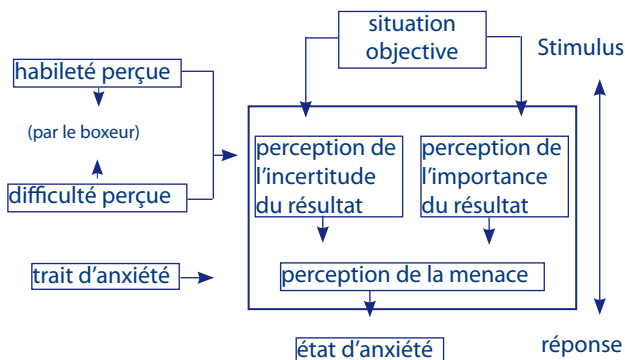 situation
objective
Stimulus
habileté perçue
(par le boxeur)
difficulté perçue
perception de
l'incertitude
du résultat
perception de
l'importance
du résultat
trait d'anxiété
perception de la menace
état d'anxiété
réponse